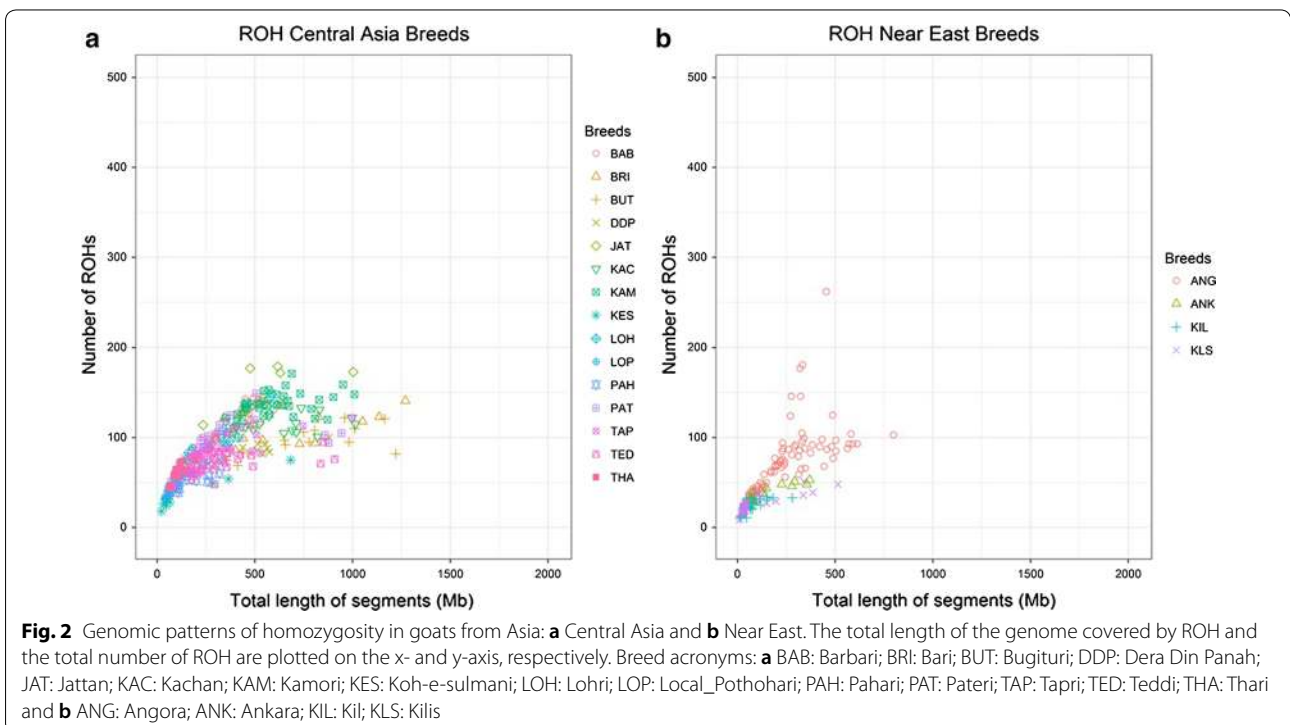 a
ROH Central Asia Breeds
500
400
300
200
100
0
Number of ROHs
0 500 1000 1500 2000
Total length of segments (Mb)
Breeds
BAB
BRI
BUT
DDP
JAT
KAC
KAM
KES
LOH
LOP
PAH
PAT
TAP
TED
THA
b
ROH Near East Breeds
500
400
300
200
100
0
Number of ROHs
0 500 1000 1500 2000
Total length of segments (Mb)
Breeds
ANG
ANK
KIL
KLS
Fig. 2 Genomic patterns of homozygosity in goats from Asia: a Central Asia and b Near East. The total length of the genome covered by ROH and
the total number of ROH are plotted on the x- and y-axis, respectively. Breed acronyms: a BAB: Barbari; BRI: Bari; BUT: Bugituri; DDP: Dera Din Panah;
JAT: Jattan; KAC: Kachan; KAM: Kamori; KES: Koh-e-sulmani; LOH: Lohri; LOP: Local_Pothohari; PAH: Pahari; PAT: Pateri; TAP: Tapri; TED: Teddi; THA: Thari
and b ANG: Angora; ANK: Ankara; KIL: Kil; KLS: Kilis